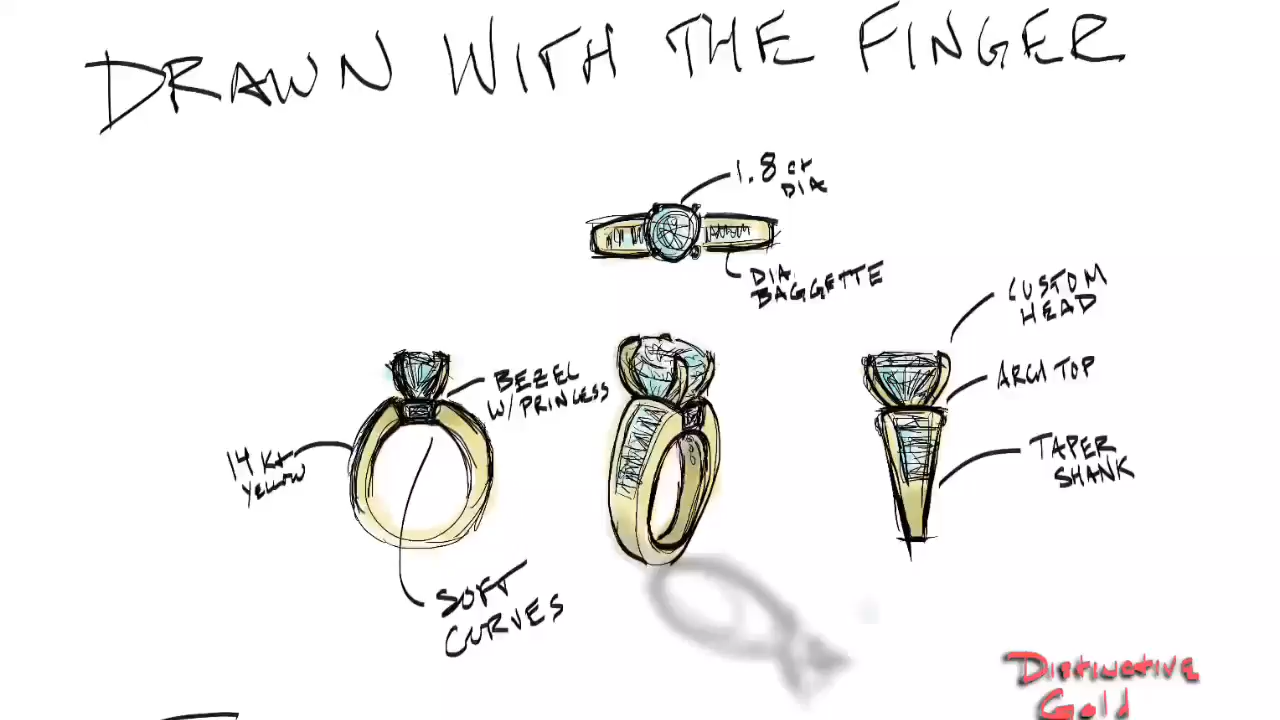 DRAWN WITH THE FINGER
1.8 ct
DIA
DIA.
BAGGETTE
CUSTOM
HEAD
BEZEL
W/ PRINCESS
ARCH TOP
14 Kt
YELLOW
TAPER
SHANK
SOFT
CURVES
DISTINCTIVE
GOLD